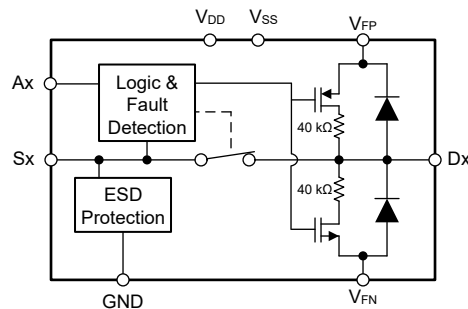 VDD
VSS
VFP
Ax
Logic &
Fault
Detection
40 kΩ
Sx
Dx
40 kΩ
ESD
Protection
GND
VFN